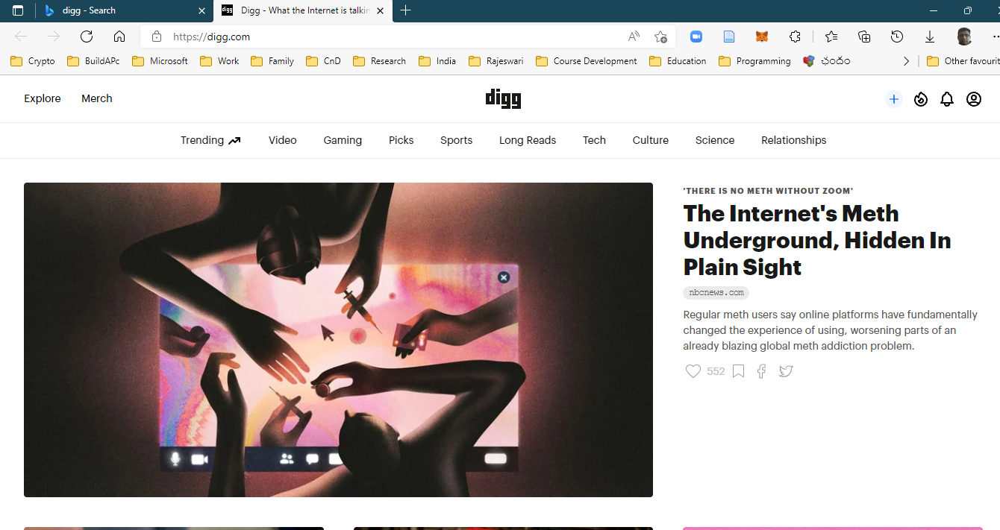 digg - Search
Digg - What the Internet is talkin
https://digg.com
Crypto BuildAPc Microsoft Work Family CnD Research India Rajeswari Course Development Education Programming ఛందం Other favourit
Explore Merch digg
Trending Video Gaming Picks Sports Long Reads Tech Culture Science Relationships
'THERE IS NO METH WITHOUT ZOOM'
The Internet's Meth
Underground, Hidden In
Plain Sight
nbcnews.com
Regular meth users say online platforms have fundamentally
changed the experience of using, worsening parts of an
already blazing global meth addiction problem.
552